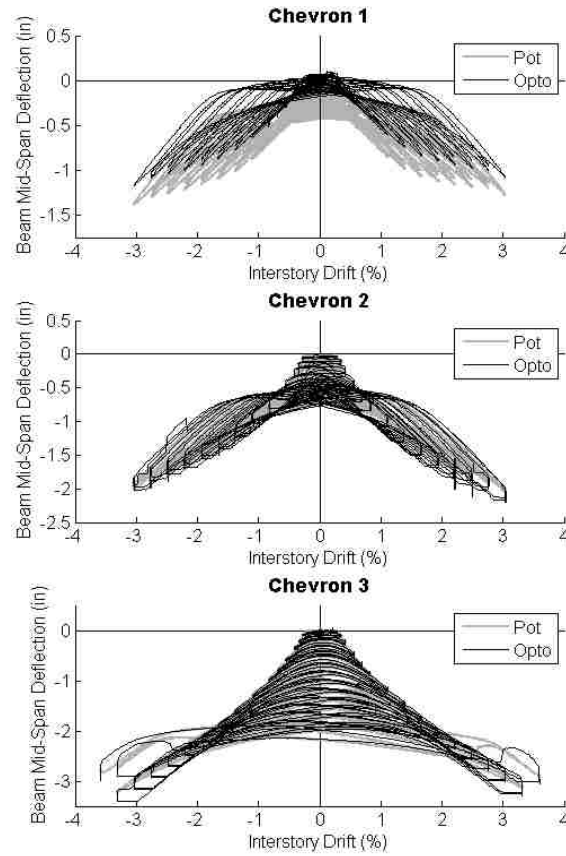 Chevron 1
0.5
0
-0.5
-1
-1.5
Beam Mid-Span Deflection (in)
Pot
Opto
-4 -3 -2 -1 0 1 2 3 4
Interstory Drift (%)
Chevron 2
0.5
0
-0.5
-1
-1.5
-2
-2.5
Beam Mid-Span Deflection (in)
Pot
Opto
-4 -3 -2 -1 0 1 2 3 4
Interstory Drift (%)
Chevron 3
0
-1
-2
-3
Beam Mid-Span Deflection (in)
Pot
Opto
-4 -3 -2 -1 0 1 2 3 4
Interstory Drift (%)